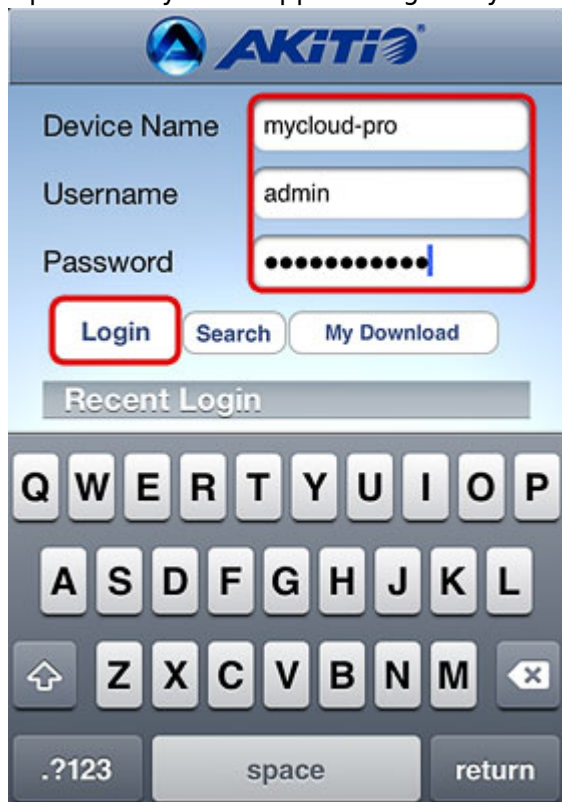 AKiTiO
Device Name mycloud-pro
Username admin
Password ●●●●●●●●●●●
Login Search My Download
Recent Login
Q W E R T Y U I O P
A S D F G H J K L
Z X C V B N M
.?123 space return